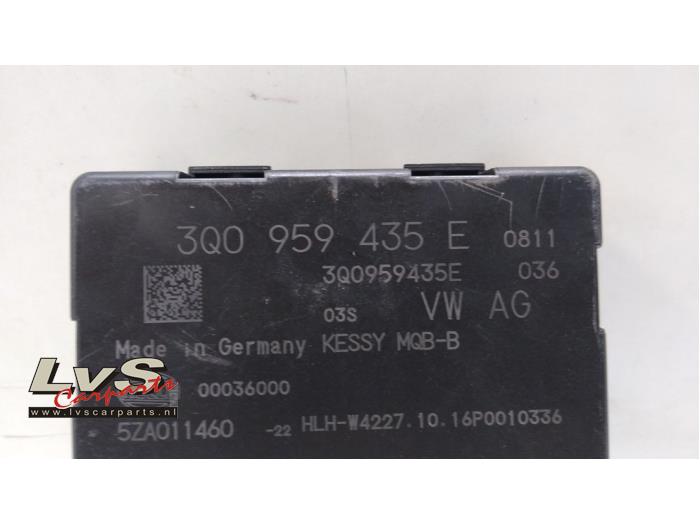 3Q0 959 435 E 0811
3Q0959435E 036
03S VW AG
Made in Germany KESSY MQB-B
00036000
5ZA011460 -22 HLH-W4227.10.16P0010336
LvS
Carparts
www.lvscarparts.nl